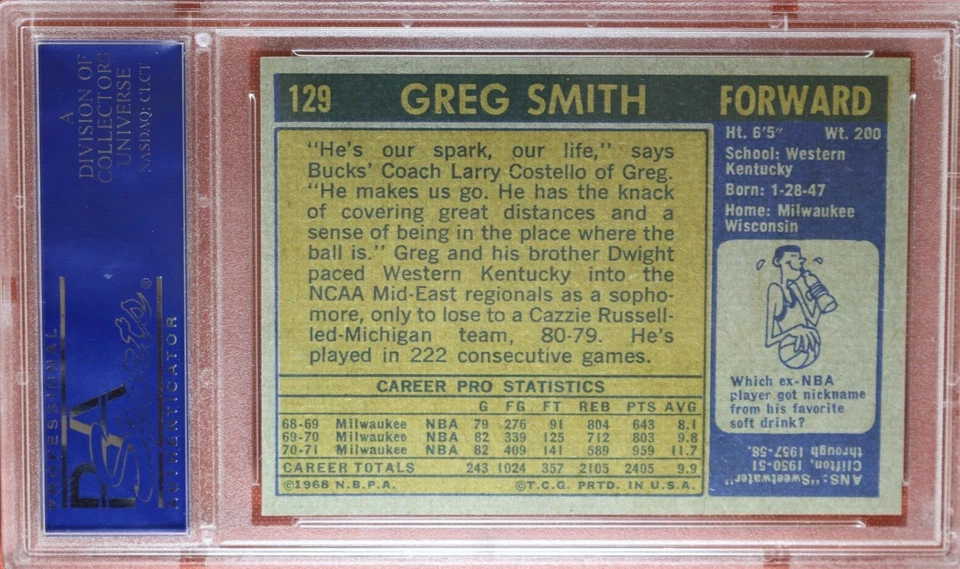 A
DIVISION OF
COLLECTORS
UNIVERSE
NASDAQ: CLCT
PROFESSIONAL
PSA
Sports
AUTHENTICATOR
®
129 GREG SMITH FORWARD
"He's our spark, our life," says
Bucks' Coach Larry Costello of Greg.
"He makes us go. He has the knack
of covering great distances and a
sense of being in the place where the
ball is." Greg and his brother Dwight
paced Western Kentucky into the
NCAA Mid-East regionals as a sopho-
more, only to lose to a Cazzie Russell-
led-Michigan team, 80-79. He's
played in 222 consecutive games.
CAREER PRO STATISTICS
G FG FT REB PTS AVG
68-69 Milwaukee NBA 79 276 91 804 643 8.1
69-70 Milwaukee NBA 82 339 125 712 803 9.8
70-71 Milwaukee NBA 82 409 141 589 959 11.7
CAREER TOTALS 243 1024 357 2105 2405 9.9
©1968 N.B.P.A. ©T.C.G. PRTD. IN U.S.A.
Ht. 6'5" Wt. 200
School: Western
Kentucky
Born: 1-28-47
Home: Milwaukee
Wisconsin
Which ex-NBA
player got nickname
from his favorite
soft drink?
ANS: "Sweetwater"
Clifton, 1950-51
through 1957-58.